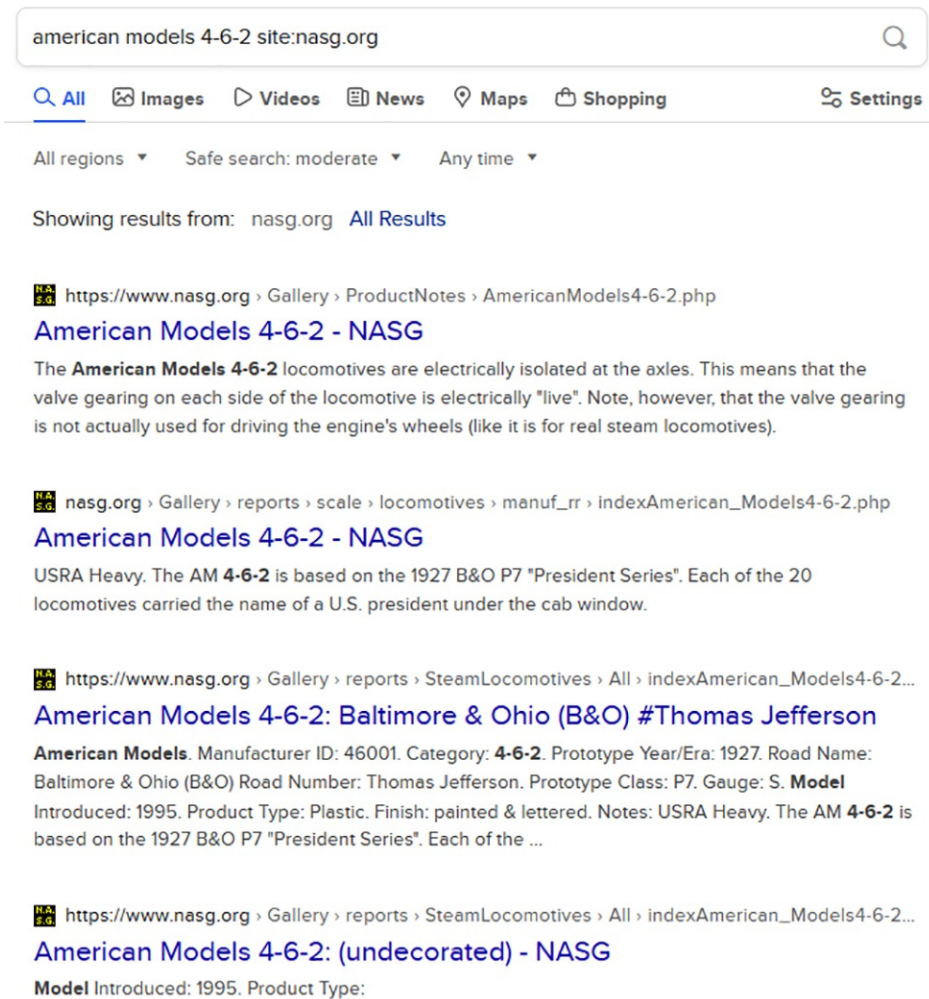 american models 4-6-2 site:nasg.org
All Images Videos News Maps Shopping Settings
All regions Safe search: moderate Any time
Showing results from: nasg.org All Results
N.A. S.G. https://www.nasg.org › Gallery › ProductNotes › AmericanModels4-6-2.php
American Models 4-6-2 - NASG
The American Models 4-6-2 locomotives are electrically isolated at the axles. This means that the
valve gearing on each side of the locomotive is electrically "live". Note, however, that the valve gearing
is not actually used for driving the engine's wheels (like it is for real steam locomotives).
N.A. S.G. nasg.org › Gallery › reports › scale › locomotives › manuf_rr › indexAmerican_Models4-6-2.php
American Models 4-6-2 - NASG
USRA Heavy. The AM 4-6-2 is based on the 1927 B&O P7 "President Series". Each of the 20
locomotives carried the name of a U.S. president under the cab window.
N.A. S.G. https://www.nasg.org › Gallery › reports › SteamLocomotives › All › indexAmerican_Models4-6-2...
American Models 4-6-2: Baltimore & Ohio (B&O) #Thomas Jefferson
American Models. Manufacturer ID: 46001. Category: 4-6-2. Prototype Year/Era: 1927. Road Name:
Baltimore & Ohio (B&O) Road Number: Thomas Jefferson. Prototype Class: P7. Gauge: S. Model
Introduced: 1995. Product Type: Plastic. Finish: painted & lettered. Notes: USRA Heavy. The AM 4-6-2 is
based on the 1927 B&O P7 "President Series". Each of the ...
N.A. S.G. https://www.nasg.org › Gallery › reports › SteamLocomotives › All › indexAmerican_Models4-6-2...
American Models 4-6-2: (undecorated) - NASG
Model Introduced: 1995. Product Type: